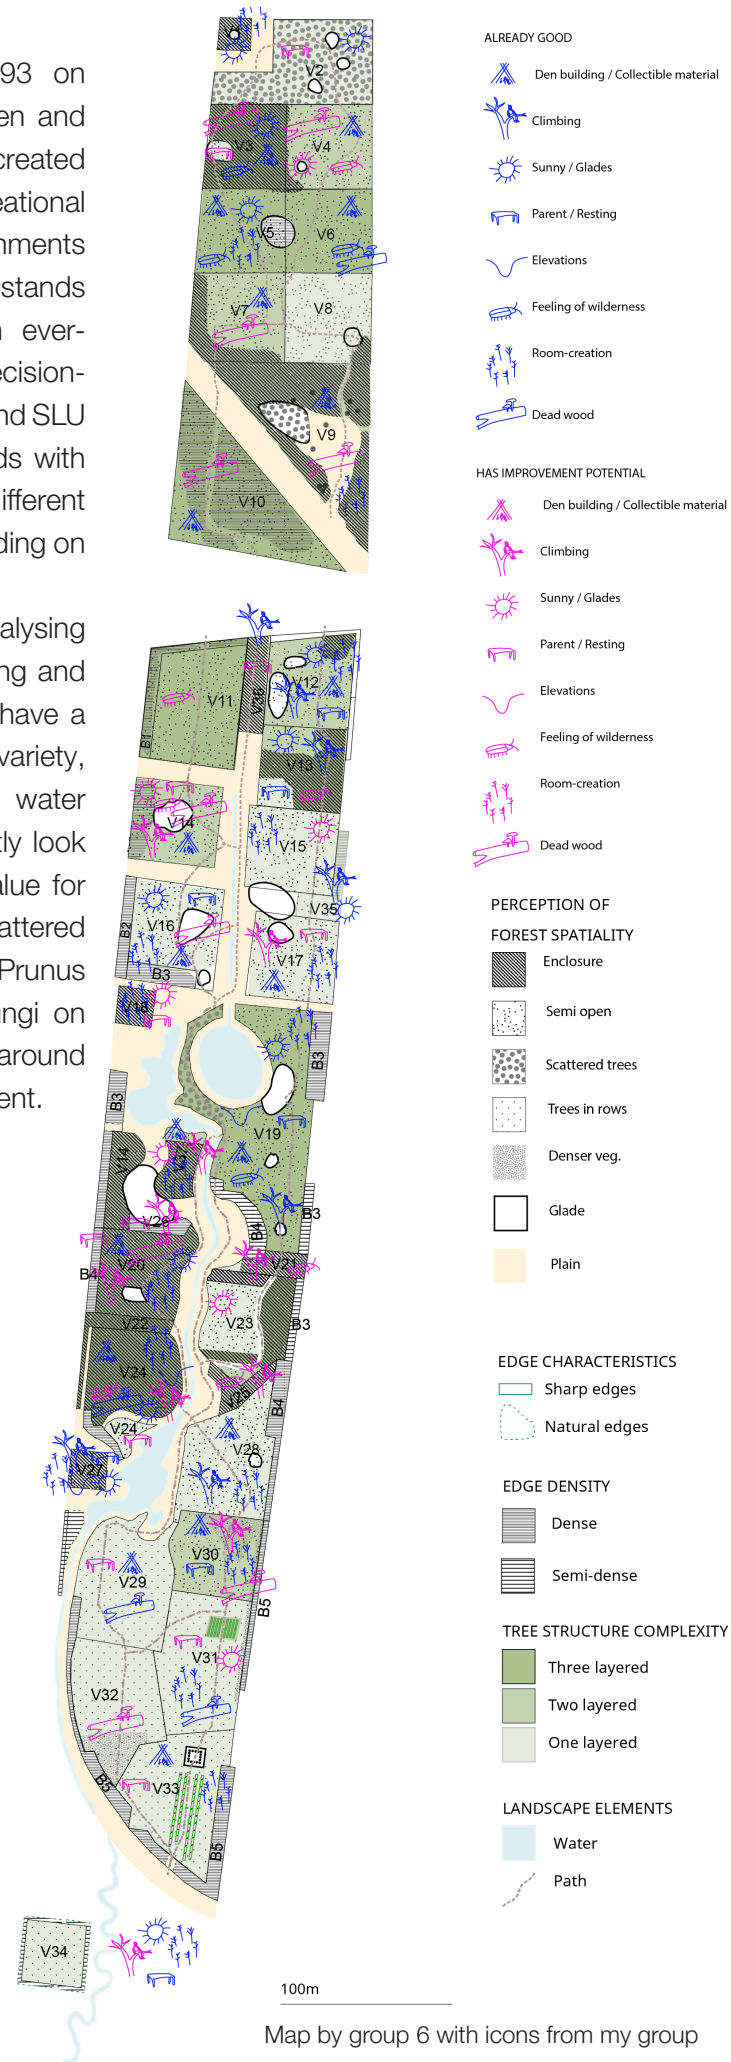 93 on
en and
created
eational
nments
stands
ever-
ecision-
nd SLU
ds with
ifferent
ding on
alysing
ng and
have a
variety,
water
tly look
alue for
attered
Prunus
ungi on
around
ent.
V2
V3
V4
V5
V6
V7
V8
V9
V10
V11
V36
V12
B1
V13
V14
V15
V35
B2
V16
V17
B3
V18
B3
B3
V19
V14
V37
V26
B4
B3
V20
V21
B4
V22
V23
B3
V24
V25
B4
V24
V28
V27
V30
V29
B5
V31
V32
B5
V33
B5
V34
ALREADY GOOD
Den building / Collectible material
Climbing
Sunny / Glades
Parent / Resting
Elevations
Feeling of wilderness
Room-creation
Dead wood
HAS IMPROVEMENT POTENTIAL
Den building / Collectible material
Climbing
Sunny / Glades
Parent / Resting
Elevations
Feeling of wilderness
Room-creation
Dead wood
PERCEPTION OF
FOREST SPATIALITY
Enclosure
Semi open
Scattered trees
Trees in rows
Denser veg.
Glade
Plain
EDGE CHARACTERISTICS
Sharp edges
Natural edges
EDGE DENSITY
Dense
Semi-dense
TREE STRUCTURE COMPLEXITY
Three layered
Two layered
One layered
LANDSCAPE ELEMENTS
Water
Path
100m
Map by group 6 with icons from my group